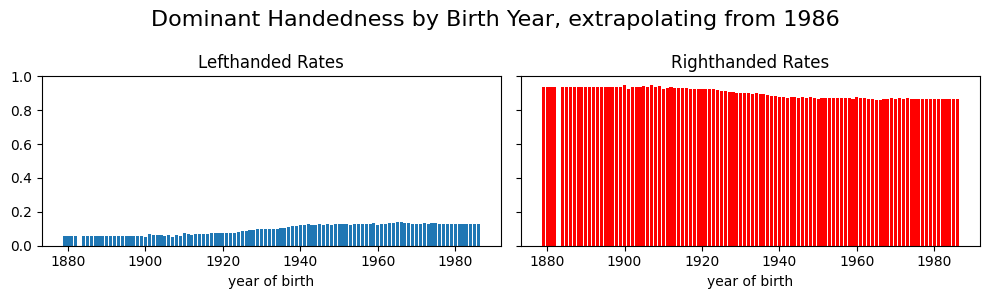 Dominant Handedness by Birth Year, extrapolating from 1986
Lefthanded Rates
Righthanded Rates
1.0
0.8
0.6
0.4
0.2
0.0
1880 1900 1920 1940 1960 1980
1880 1900 1920 1940 1960 1980
year of birth
year of birth